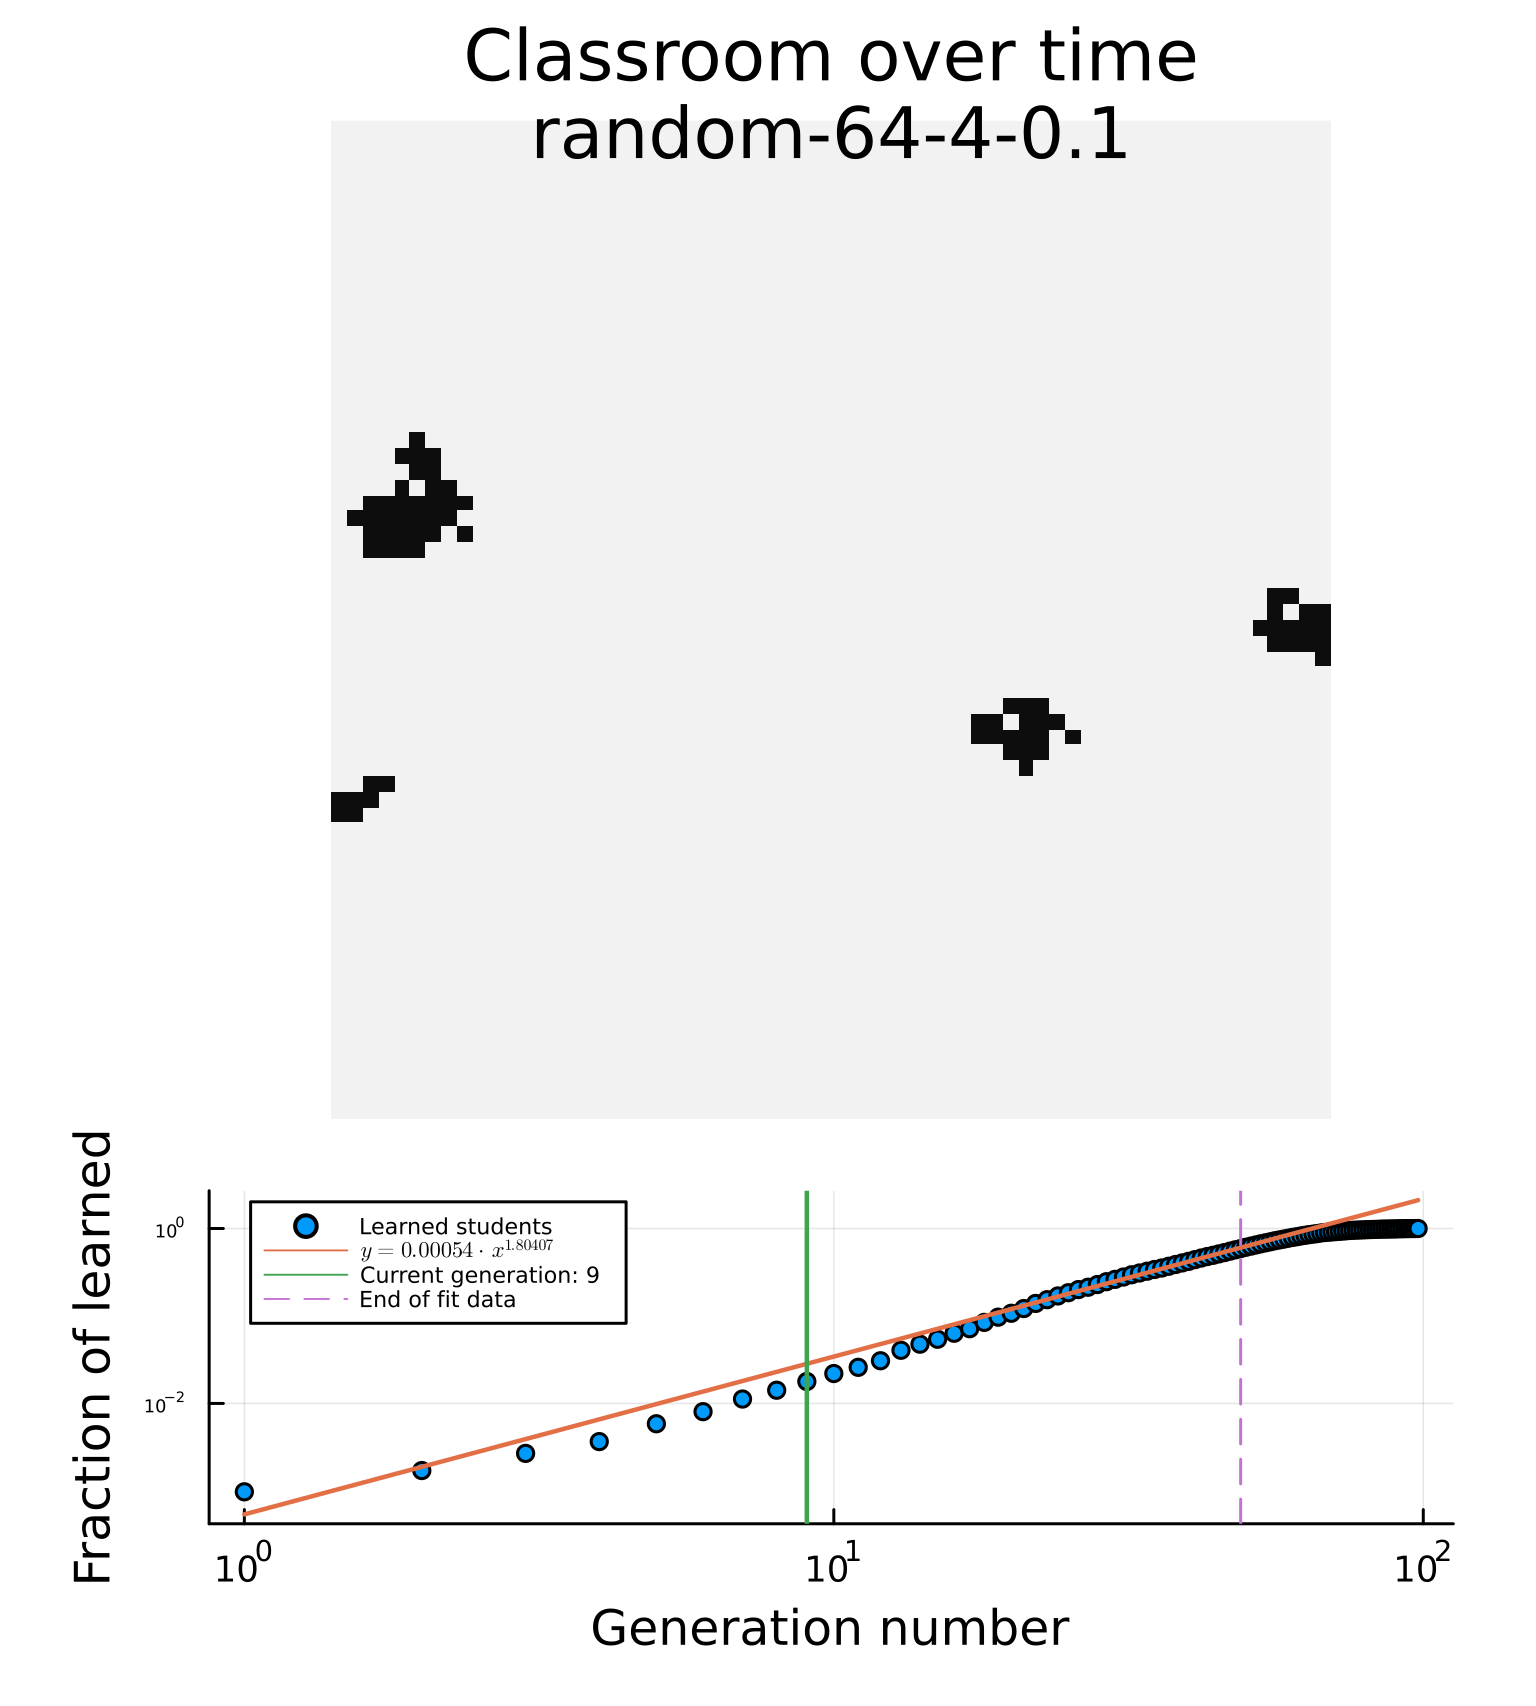 Classroom over time
random-64-4-0.1
Fraction of learned
10^0
10^-2
Learned students
y = 0.00054 · x^1.80407
Current generation: 9
End of fit data
10^0 10^1 10^2
Generation number